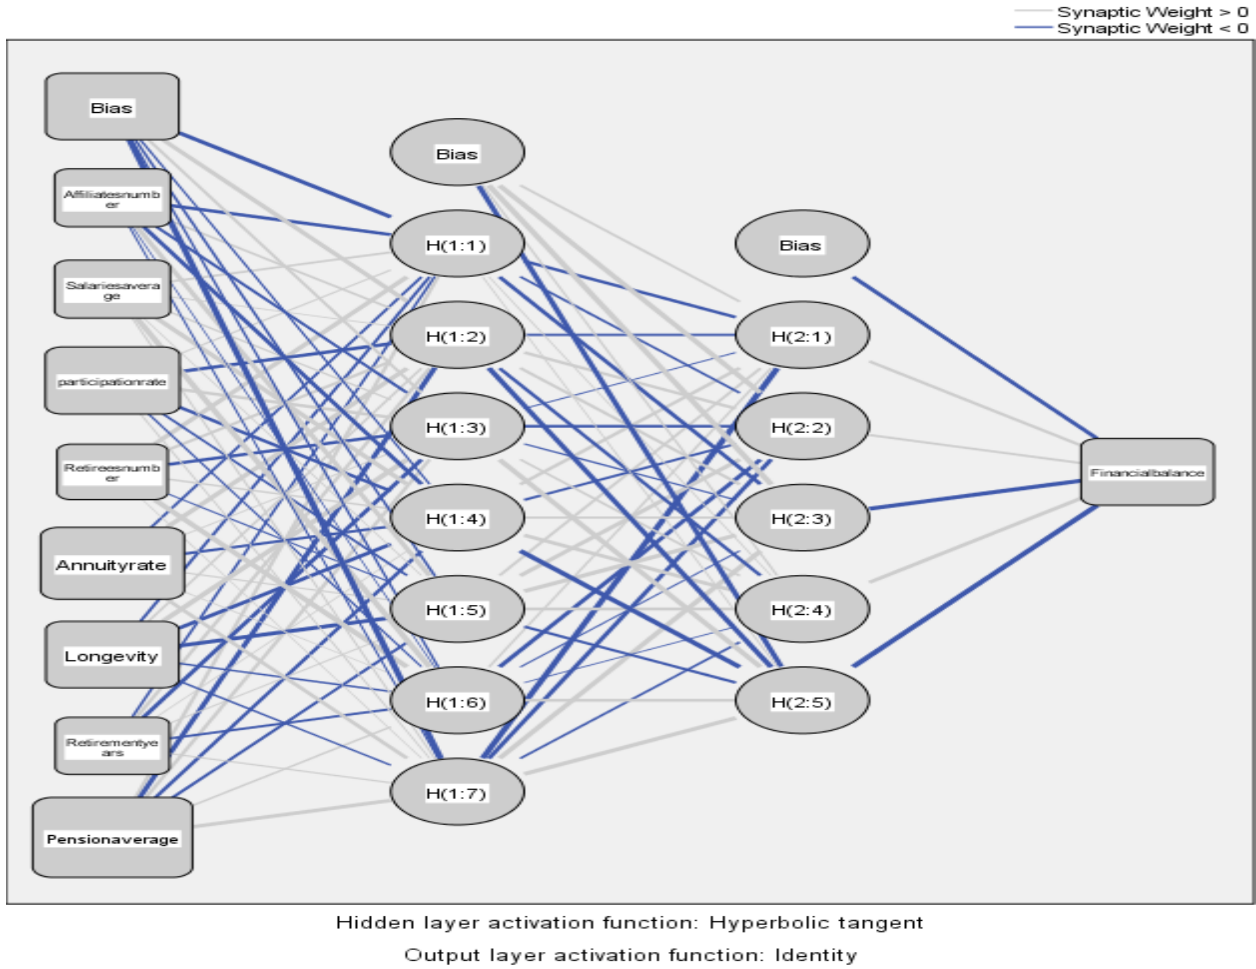 Synaptic Weight > 0
Synaptic Weight < 0
Bias
Affiliatesnumb
er
Salariesavera
ge
participationrate
Retireesnumb
er
Annuityrate
Longevity
Retirementye
ars
Pensionaverage
Bias
H(1:1)
H(1:2)
H(1:3)
H(1:4)
H(1:5)
H(1:6)
H(1:7)
Bias
H(2:1)
H(2:2)
H(2:3)
H(2:4)
H(2:5)
Financialbalance
Hidden layer activation function: Hyperbolic tangent
Output layer activation function: Identity